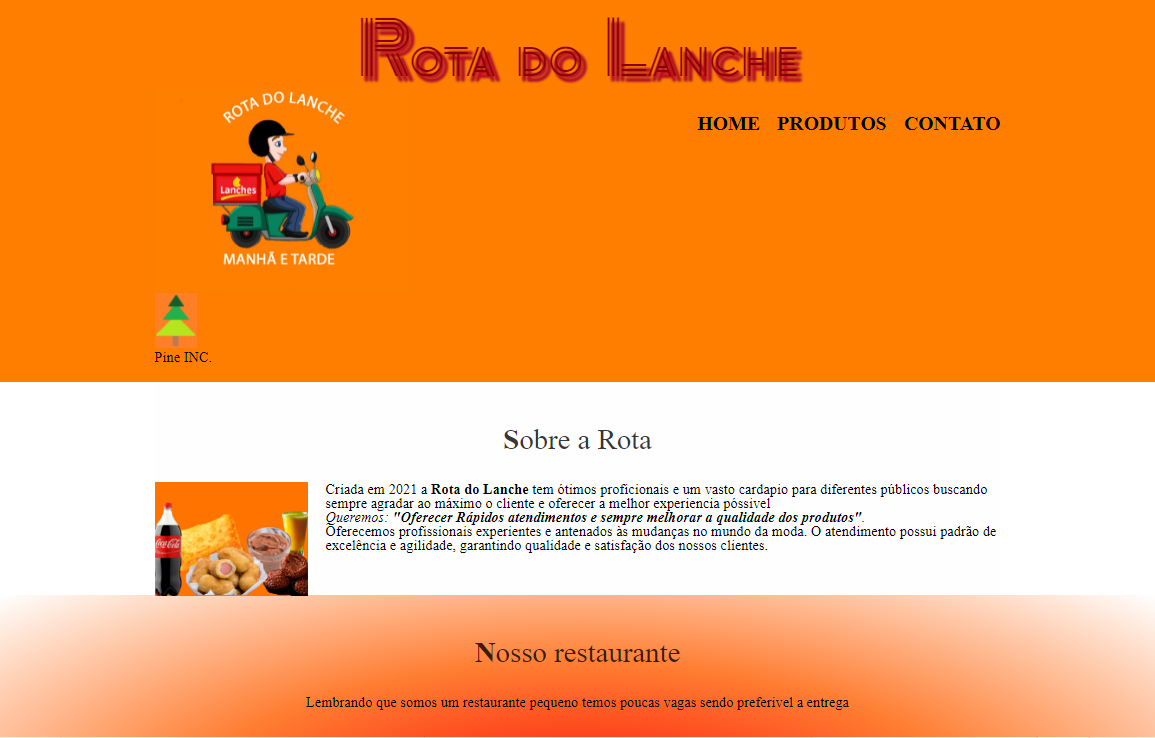 Rota do Lanche
HOME PRODUTOS CONTATO
ROTA DO LANCHE
Lanches
MANHÃ E TARDE
Pine INC.
Sobre a Rota
Criada em 2021 a Rota do Lanche tem ótimos proficionais e um vasto cardapio para diferentes públicos buscando
sempre agradar ao máximo o cliente e oferecer a melhor experiencia póssivel
Queremos: "Oferecer Rápidos atendimentos e sempre melhorar a qualidade dos produtos".
Oferecemos profissionais experientes e antenados às mudanças no mundo da moda. O atendimento possui padrão de
excelência e agilidade, garantindo qualidade e satisfação dos nossos clientes.
Coca-Cola
Nosso restaurante
Lembrando que somos um restaurante pequeno temos poucas vagas sendo preferivel a entrega